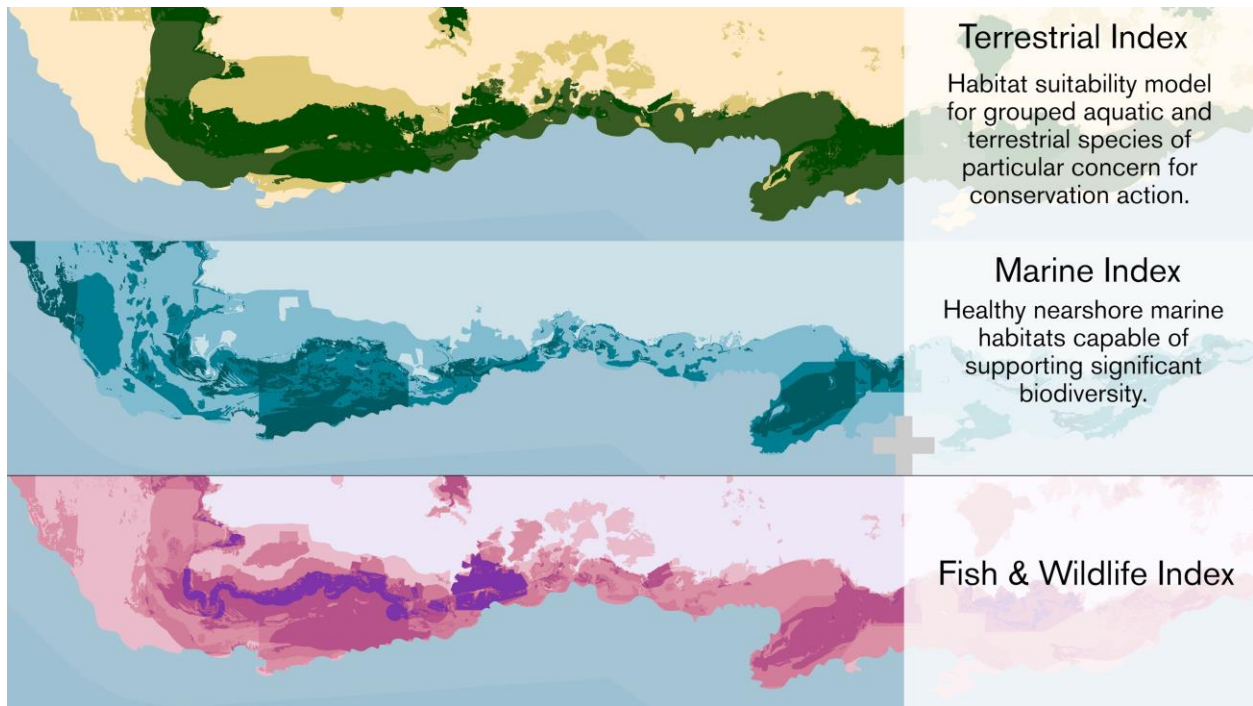 Terrestrial Index
Habitat suitability model
for grouped aquatic and
terrestrial species of
particular concern for
conservation action.
Marine Index
Healthy nearshore marine
habitats capable of
supporting significant
biodiversity.
Fish & Wildlife Index